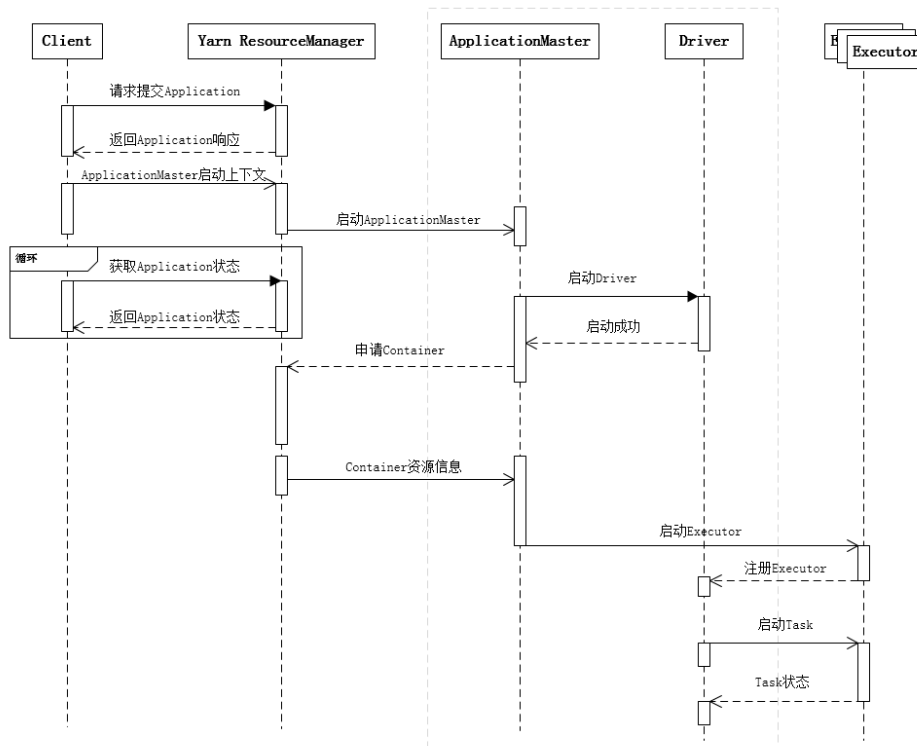 Client
Yarn ResourceManager
ApplicationMaster
Driver
E
Executor
请求提交Application
返回Application响应
ApplicationMaster启动上下文
启动ApplicationMaster
循环
获取Application状态
启动Driver
返回Application状态
启动成功
申请Container
Container资源信息
启动Executor
注册Executor
启动Task
Task状态